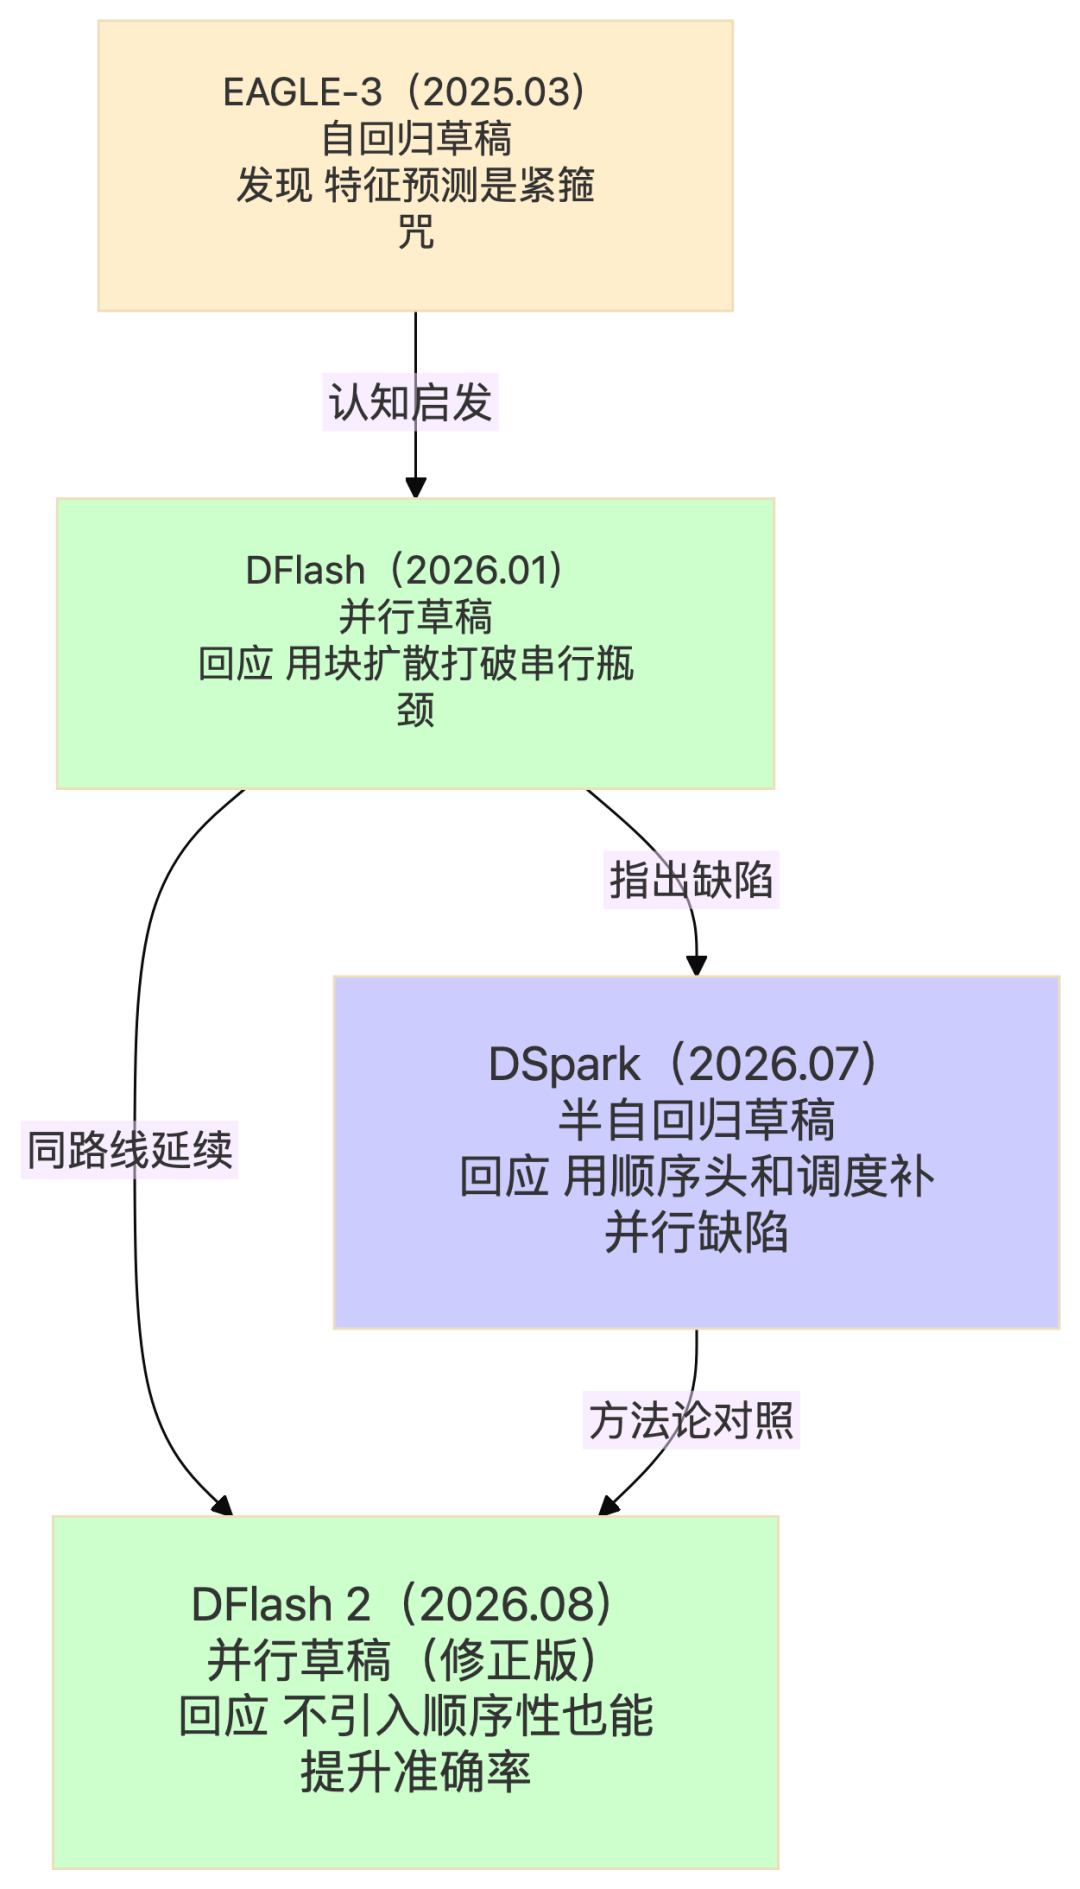 EAGLE-3（2025.03）
自回归草稿
发现 特征预测是紧箍
咒
认知启发
DFlash（2026.01）
并行草稿
回应 用块扩散打破串行瓶
颈
指出缺陷
DSpark（2026.07）
半自回归草稿
回应 用顺序头和调度补
并行缺陷
同路线延续
方法论对照
DFlash 2（2026.08）
并行草稿（修正版）
回应 不引入顺序性也能
提升准确率